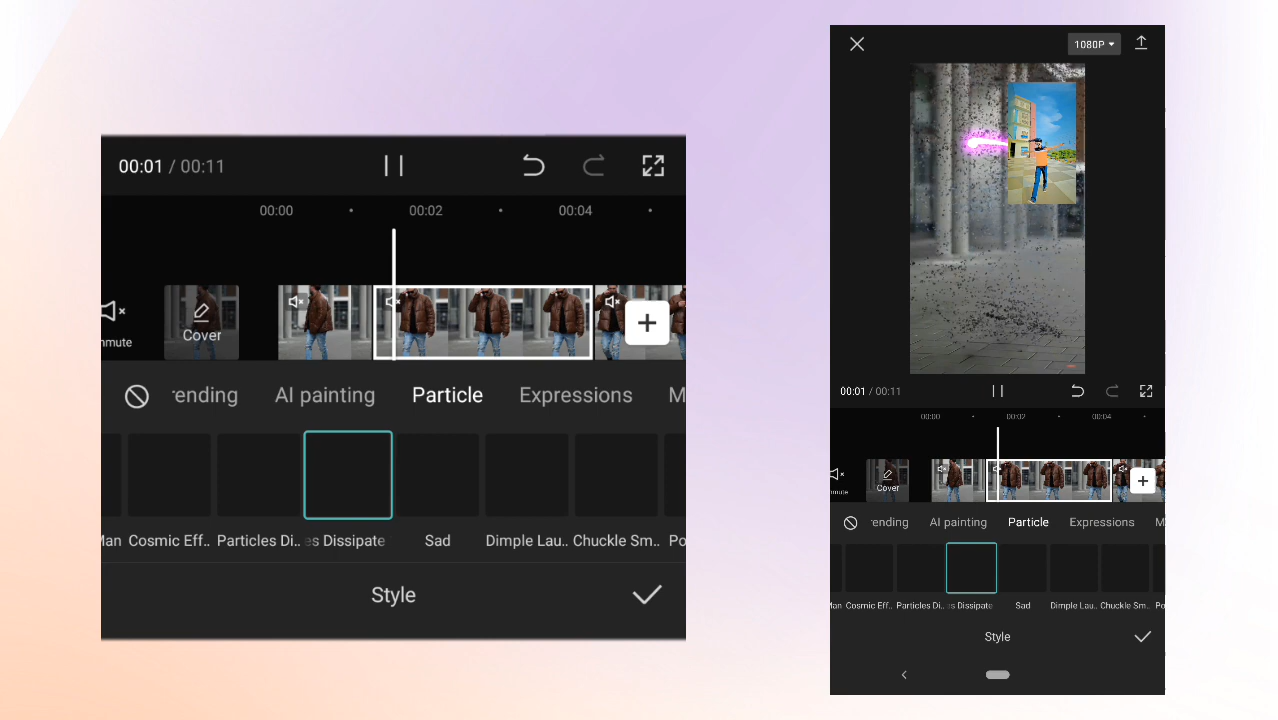 00:01 / 00:11
00:00 00:02 00:04
Cover
nmute
rending AI painting Particle Expressions M
Man Cosmic Eff.. Particles Di.. es Dissipate Sad Dimple Lau.. Chuckle Sm.. Po
Style
1080P
00:01 / 00:11
00:00 00:02 00:04
Cover
nmute
rending AI painting Particle Expressions M
Man Cosmic Eff.. Particles Di.. es Dissipate Sad Dimple Lau.. Chuckle Sm.. Po
Style